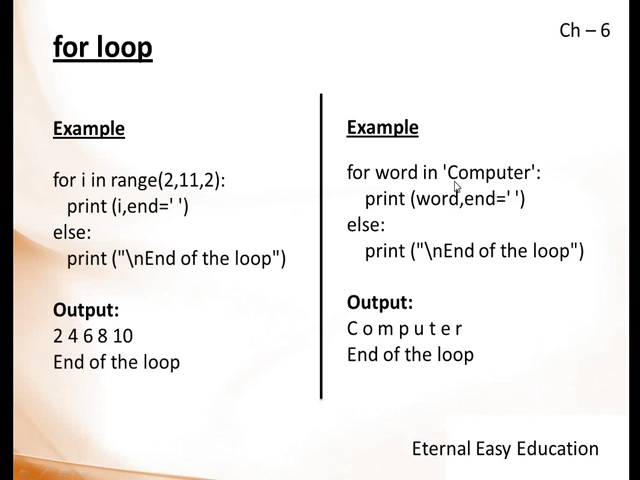 for loop
Ch – 6
Example
for i in range(2,11,2):
print (i,end=' ')
else:
print ("\nEnd of the loop")
Output:
2 4 6 8 10
End of the loop
Example
for word in 'Computer':
print (word,end=' ')
else:
print ("\nEnd of the loop")
Output:
C o m p u t e r
End of the loop
Eternal Easy Education